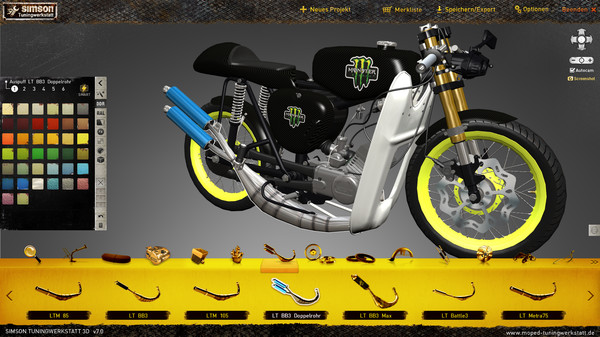 SIMSON
Tuningwerkstatt
Neues Projekt
Merkliste
Speichern/Export
Optionen
Beenden
Auspuff LT BB3 Doppelrohr
1 2 3 4 5 6
MONSTER
Autocam
Screenshot
LTM 85
LT BB3
LTM 105
LT BB3 Doppelrohr
LT BB3 Max
LT Battle3
LT Metra75
SIMSON TUNINGWERKSTATT 3D v7.0
www.moped-tuningwerkstatt.de